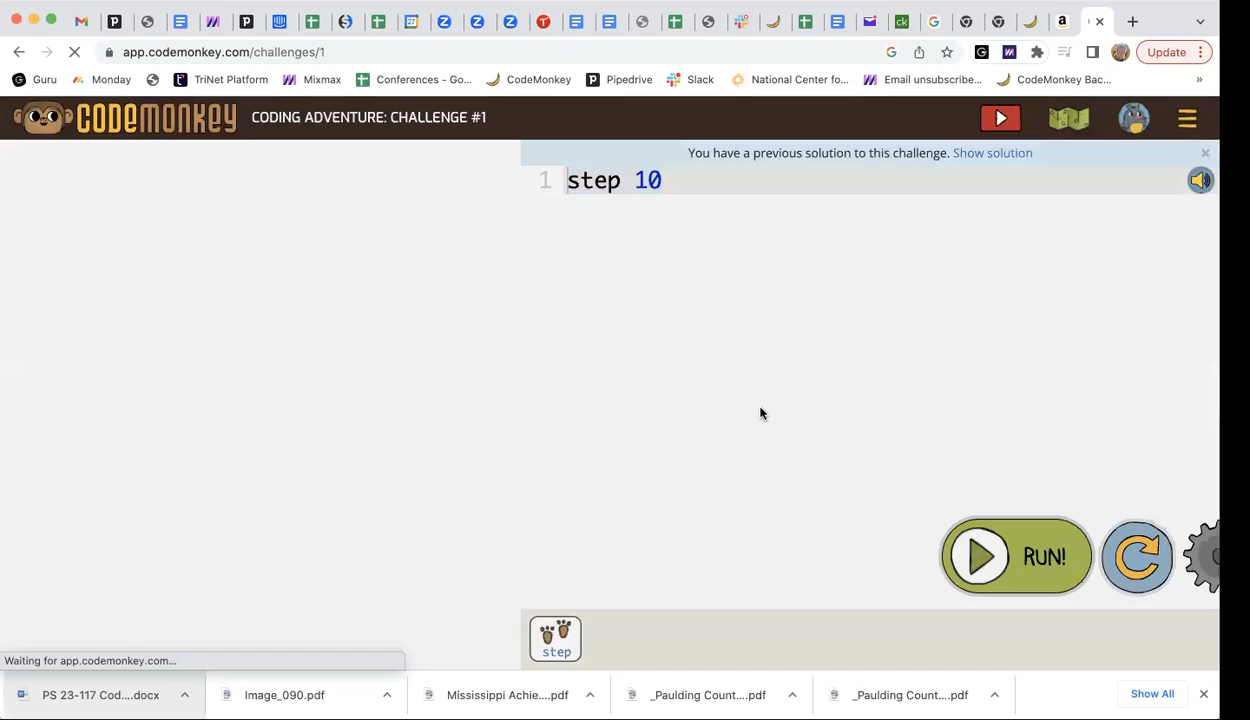 app.codemonkey.com/challenges/1
Update
Guru
Monday
TriNet Platform
Mixmax
Conferences - Go...
CodeMonkey
Pipedrive
Slack
National Center fo...
Email unsubscribe...
CodeMonkey Bac...
»
CODEMONKEY
CODING ADVENTURE: CHALLENGE #1
You have a previous solution to this challenge. Show solution
1 step 10
RUN!
step
Waiting for app.codemonkey.com...
PS 23-117 Cod....docx
Image_090.pdf
Mississippi Achie....pdf
_Paulding Count....pdf
_Paulding Count....pdf
Show All